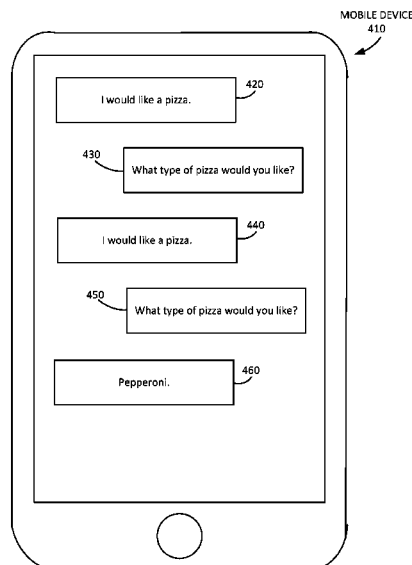 MOBILE DEVICE
410
I would like a pizza.
420
430
What type of pizza would you like?
I would like a pizza.
440
450
What type of pizza would you like?
Pepperoni.
460